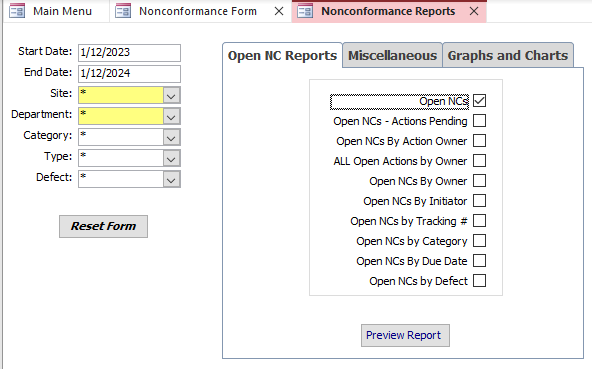 Main Menu
Nonconformance Form
Nonconformance Reports
Start Date: 1/12/2023
End Date: 1/12/2024
Site: *
Department: *
Category: *
Type: *
Defect: *
Reset Form
Open NC Reports
Miscellaneous
Graphs and Charts
Open NCs
Open NCs - Actions Pending
Open NCs By Action Owner
ALL Open Actions by Owner
Open NCs By Owner
Open NCs By Initiator
Open NCs by Tracking #
Open NCs by Category
Open NCs By Due Date
Open NCs by Defect
Preview Report